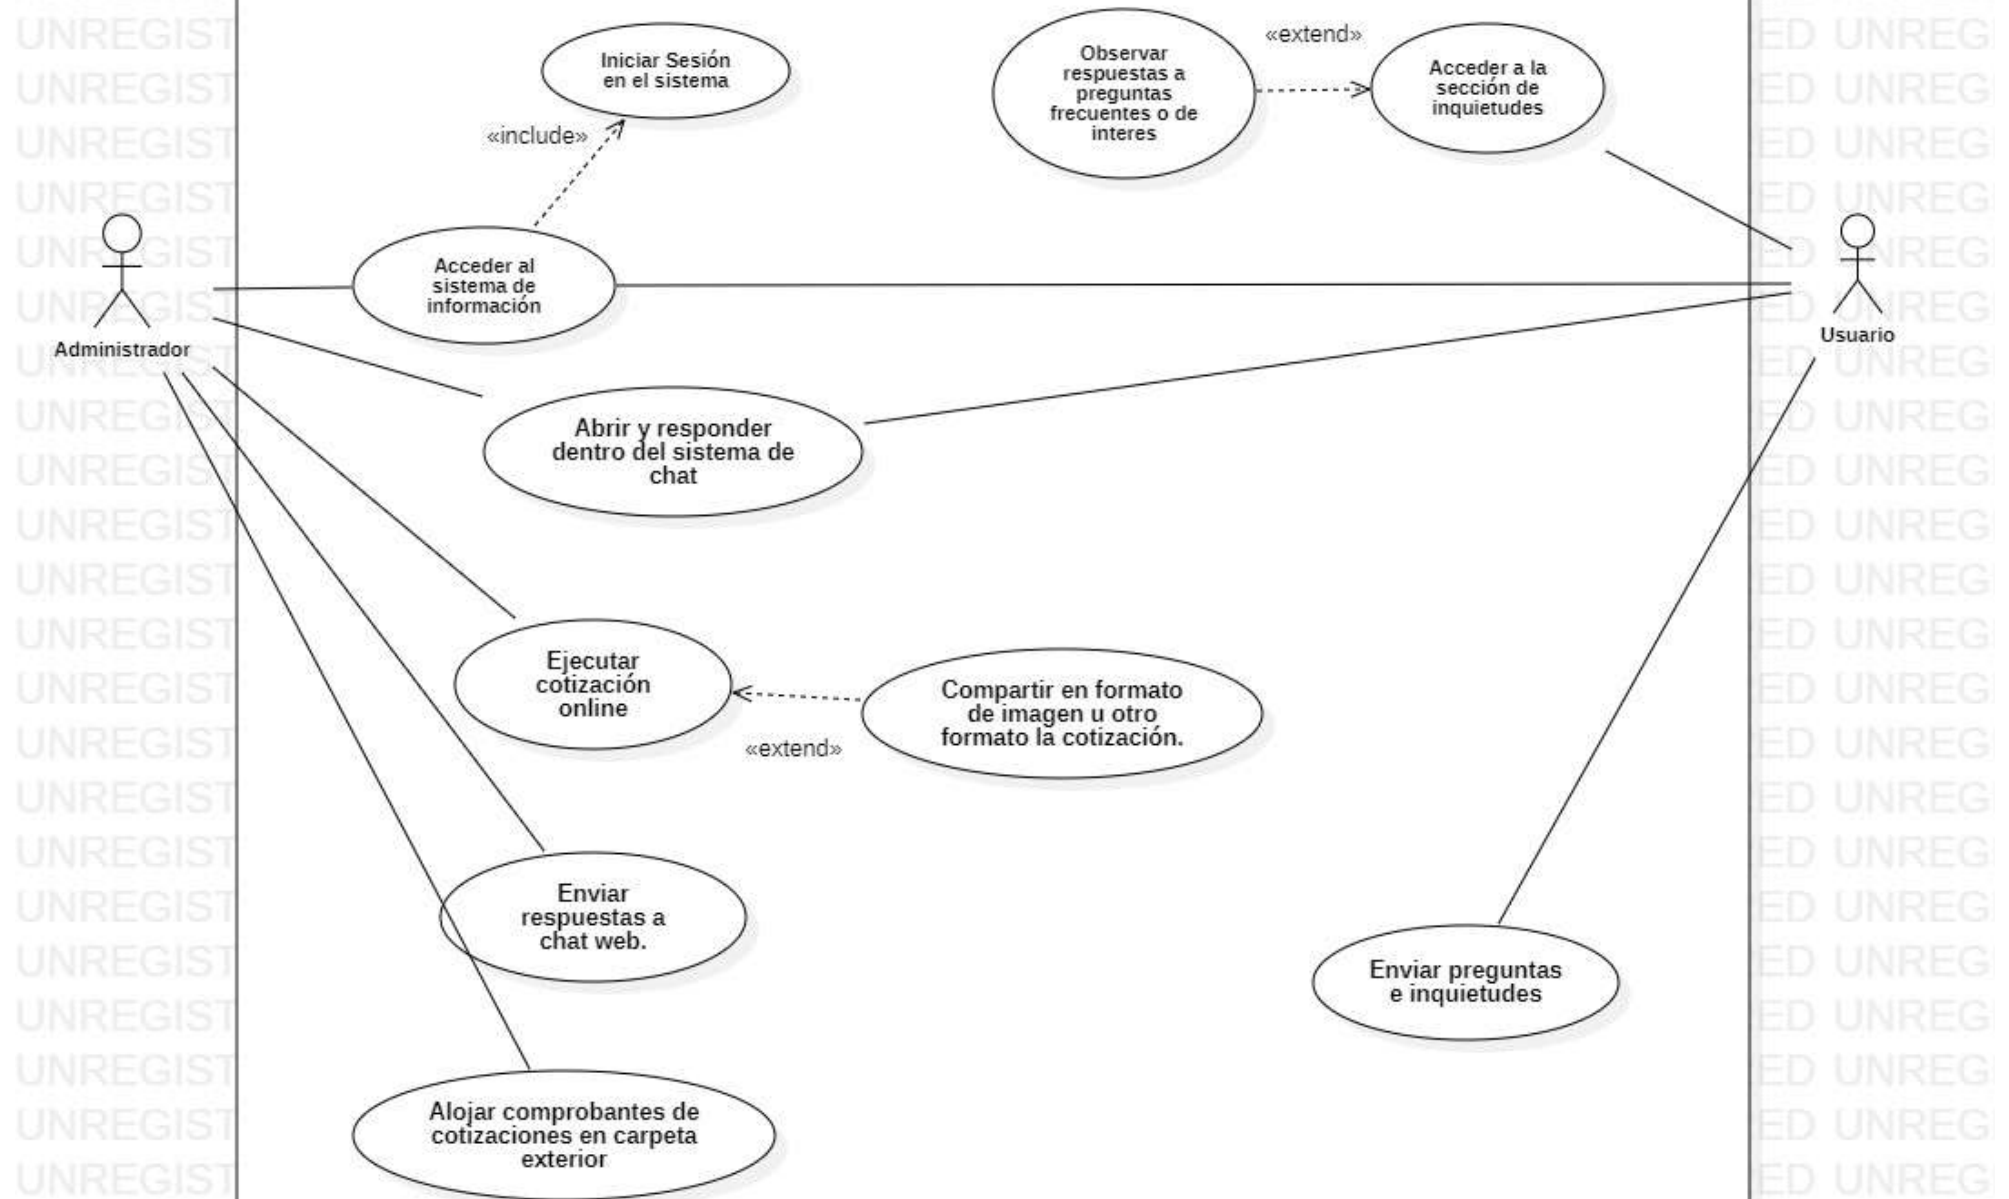 Iniciar Sesión
en el sistema
«include»
Observar
respuestas a
preguntas
frecuentes o de
interes
«extend»
Acceder a la
sección de
inquietudes
Administrador
Acceder al
sistema de
información
Usuario
Abrir y responder
dentro del sistema de
chat
Ejecutar
cotización
online
«extend»
Compartir en formato
de imagen u otro
formato la cotización.
Enviar
respuestas a
chat web.
Enviar preguntas
e inquietudes
Alojar comprobantes de
cotizaciones en carpeta
exterior